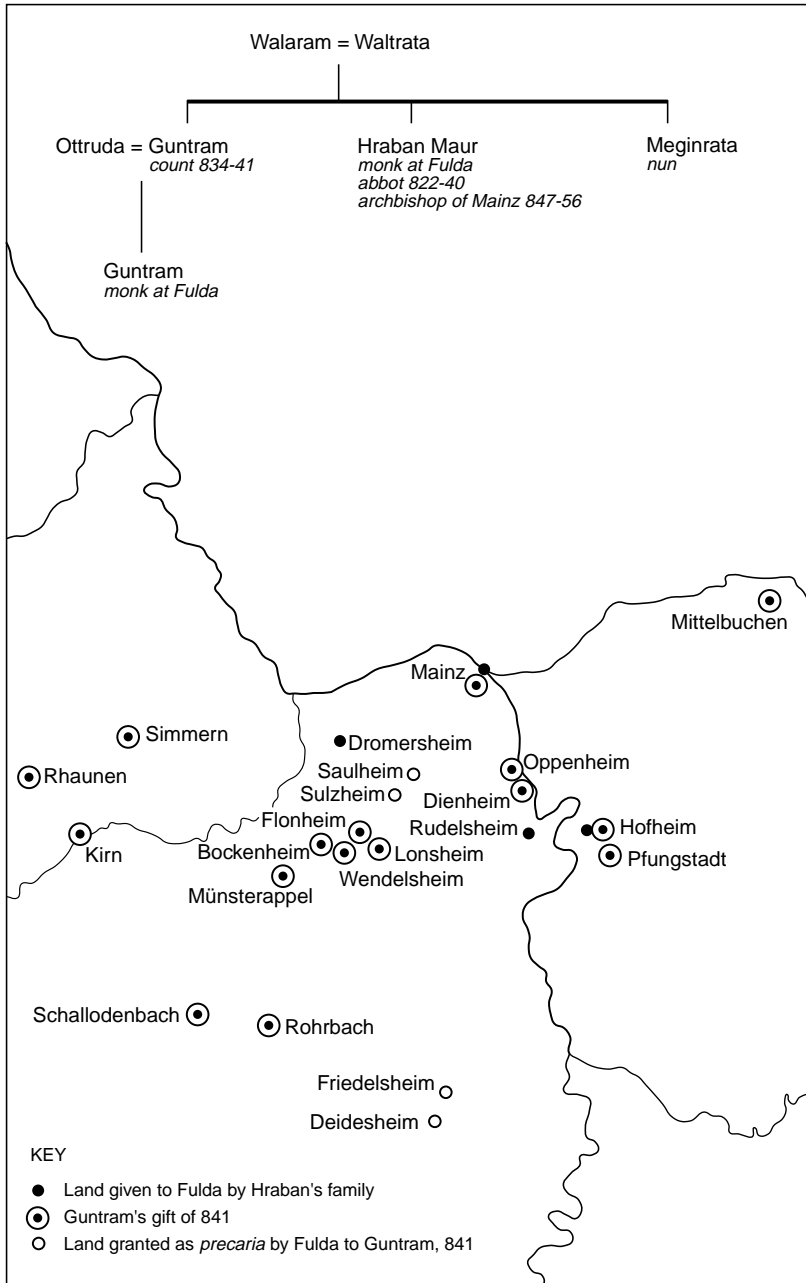 Walaram = Waltrata
Ottruda = Guntram
count 834-41
Hraban Maur
monk at Fulda
abbot 822-40
archbishop of Mainz 847-56
Meginrata
nun
Guntram
monk at Fulda
Mittelbuchen
Mainz
Simmern
Dromersheim
Rhaunen
Saulheim
Oppenheim
Sulzheim
Dienheim
Flonheim
Rudelsheim
Hofheim
Kirn
Bockenheim
Lonsheim
Pfungstadt
Wendelsheim
Münsterappel
Schallodenbach
Rohrbach
Friedelsheim
Deidesheim
KEY
Land given to Fulda by Hraban's family
Guntram's gift of 841
Land granted as precaria by Fulda to Guntram, 841